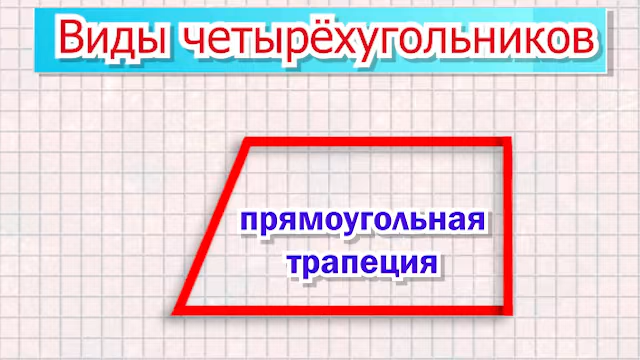 Виды четырёхугольников
прямоугольная
трапеция